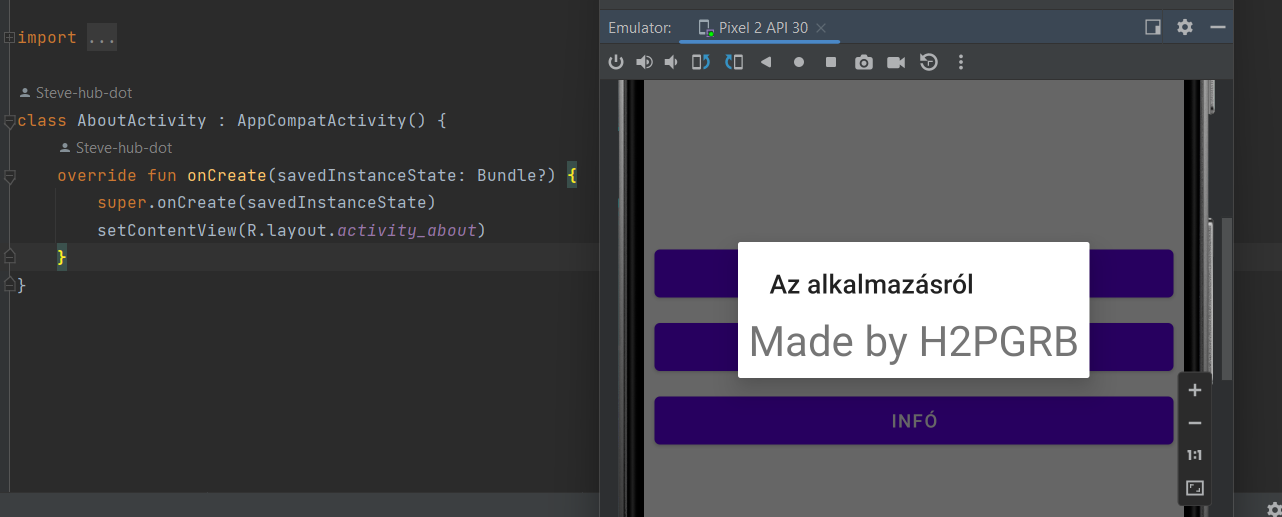 import ...
Steve-hub-dot
class AboutActivity : AppCompatActivity() {
Steve-hub-dot
override fun onCreate(savedInstanceState: Bundle?) {
super.onCreate(savedInstanceState)
setContentView(R.layout.activity_about)
}
}
Emulator: Pixel 2 API 30
Az alkalmazásról
Made by H2PGRB
INFÓ
1:1